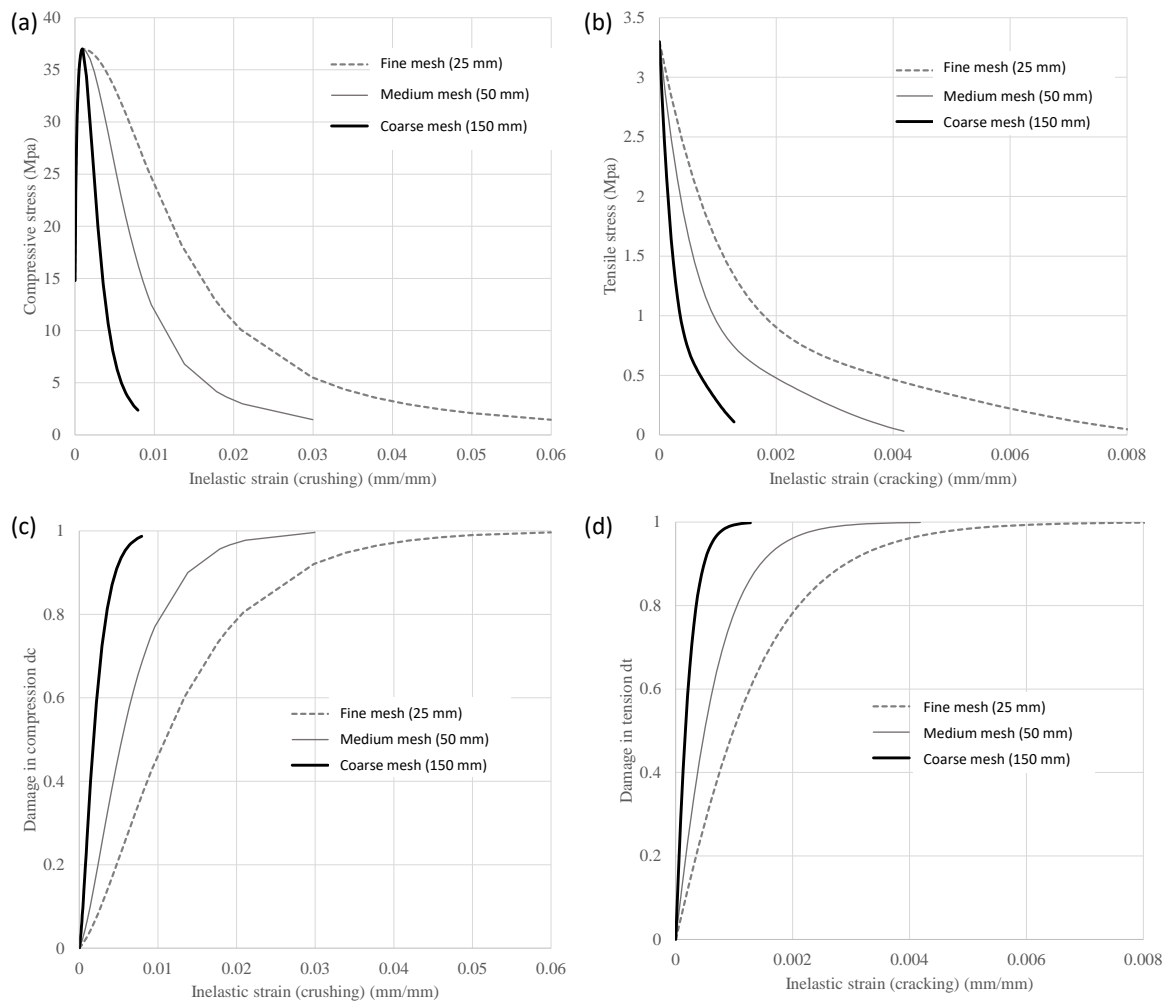 (a)
40
35
30
25
20
15
10
5
0
Compressive stress (Mpa)
Fine mesh (25 mm)
Medium mesh (50 mm)
Coarse mesh (150 mm)
0 0.01 0.02 0.03 0.04 0.05 0.06
Inelastic strain (crushing) (mm/mm)
(b)
3.5
3
2.5
2
1.5
1
0.5
0
Tensile stress (Mpa)
Fine mesh (25 mm)
Medium mesh (50 mm)
Coarse mesh (150 mm)
0 0.002 0.004 0.006 0.008
Inelastic strain (cracking) (mm/mm)
(c)
1
0.8
0.6
0.4
0.2
0
Damage in compression dc
Fine mesh (25 mm)
Medium mesh (50 mm)
Coarse mesh (150 mm)
0 0.01 0.02 0.03 0.04 0.05 0.06
Inelastic strain (crushing) (mm/mm)
(d)
1
0.8
0.6
0.4
0.2
0
Damage in tension dt
Fine mesh (25 mm)
Medium mesh (50 mm)
Coarse mesh (150 mm)
0 0.002 0.004 0.006 0.008
Inelastic strain (cracking) (mm/mm)